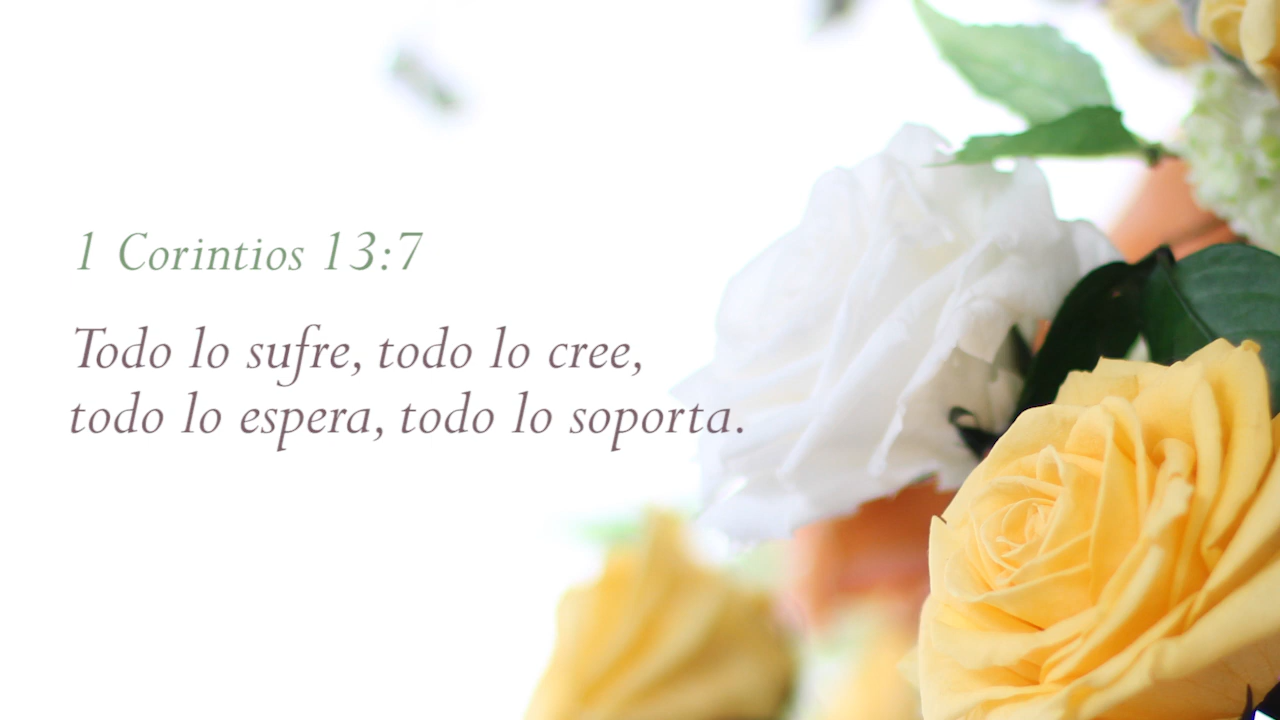 1 Corintios 13:7
Todo lo sufre, todo lo cree,
todo lo espera, todo lo soporta.